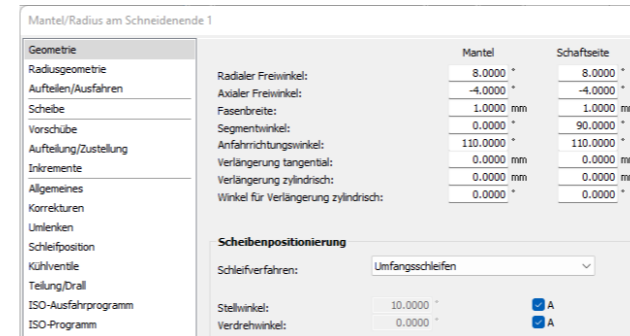 Mantel/Radius am Schneidenende 1
Geometrie
Radiusgeometrie
Aufteilen/Ausfahren
Scheibe
Vorschübe
Aufteilung/Zustellung
Inkremente
Allgemeines
Korrekturen
Umlenken
Schleifposition
Kühlventile
Teilung/Drall
ISO-Ausfahrprogramm
ISO-Programm
Mantel Schaftseite
Radialer Freiwinkel: 8.0000 ° 8.0000 °
Axialer Freiwinkel: -4.0000 ° -4.0000 °
Fasenbreite: 1.0000 mm 1.0000 m
Segmentwinkel: 0.0000 ° 90.0000 °
Anfahrrichtungswinkel: 110.0000 ° 110.0000 °
Verlängerung tangential: 0.0000 mm 0.0000 m
Verlängerung zylindrisch: 0.0000 mm 0.0000 m
Winkel für Verlängerung zylindrisch: 0.0000 ° 0.0000 °
Scheibenpositionierung
Schleifverfahren: Umfangsschleifen
Stellwinkel: 10.0000 ° A
Verdrehwinkel: 0.0000 ° A